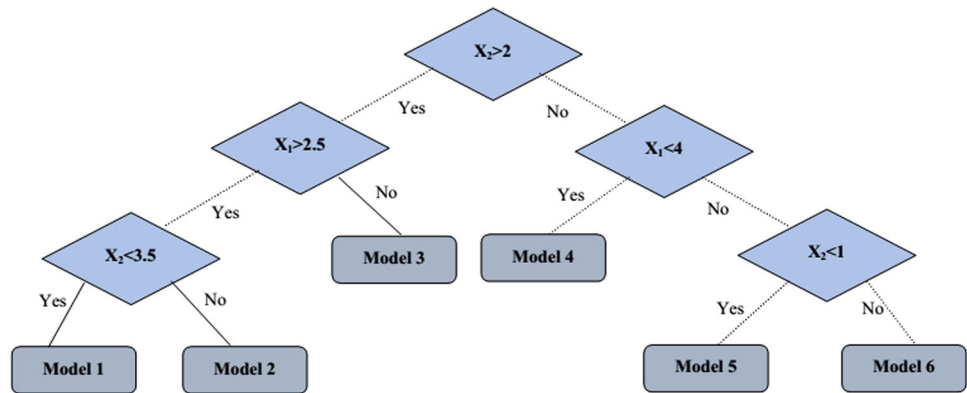 X₂>2
Yes
No
X₁>2.5
X₁<4
Yes
No
Yes
No
X₂<3.5
Model 3
Model 4
X₂<1
Yes
No
Yes
No
Model 1
Model 2
Model 5
Model 6